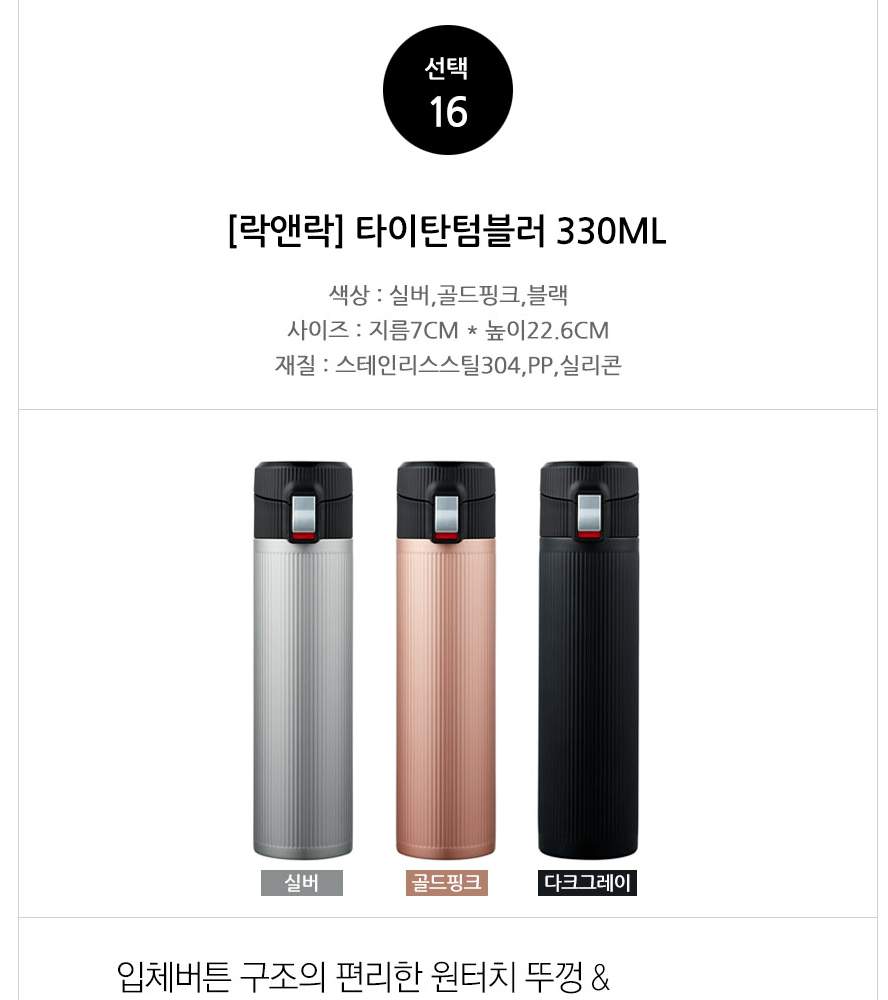 선택
16
[락앤락] 타이탄텀블러 330ML
색상 : 실버,골드핑크,블랙
사이즈 : 지름7CM * 높이22.6CM
재질 : 스테인리스스틸304,PP,실리콘
실버
골드핑크
다크그레이
입체버튼 구조의 편리한 원터치 뚜껑 &